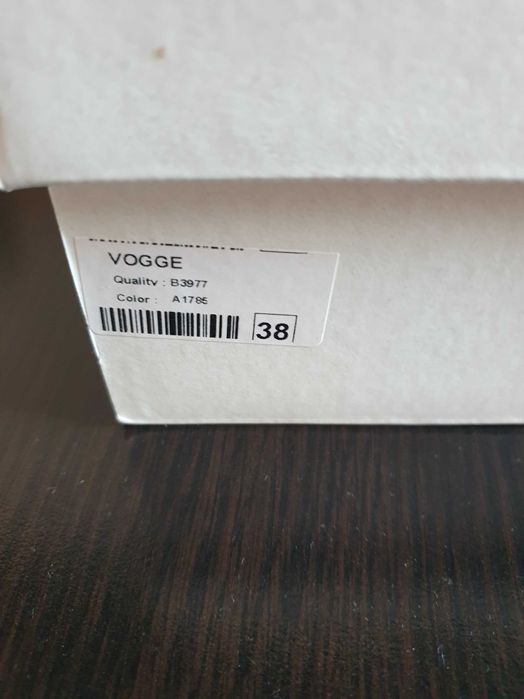 VOGGE
Quality : B3977
Color : A1785
38